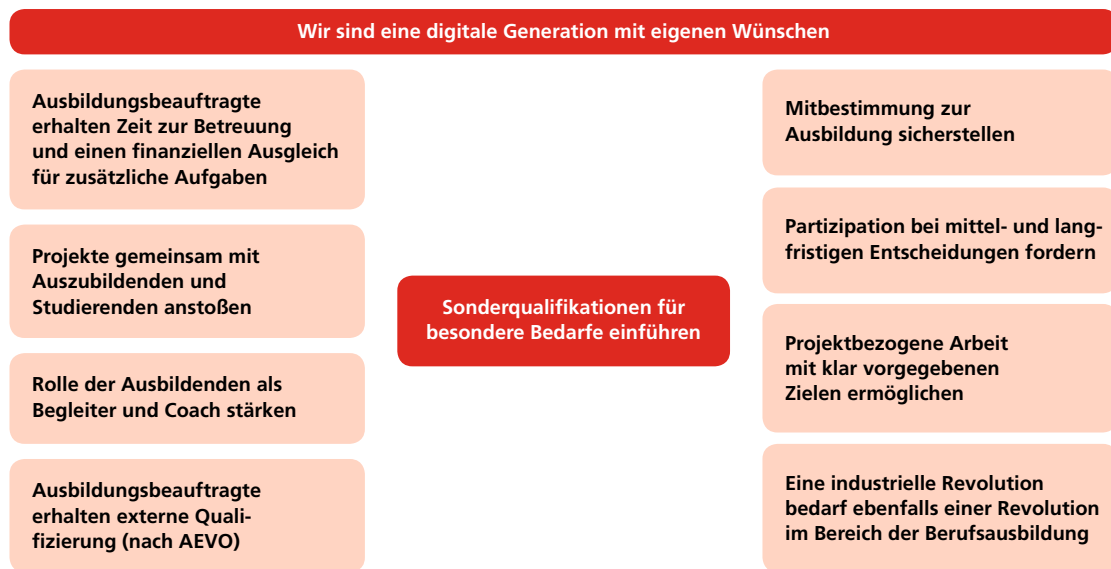 Wir sind eine digitale Generation mit eigenen Wünschen
Ausbildungsbeauftragte
erhalten Zeit zur Betreuung
und einen finanziellen Ausgleich
für zusätzliche Aufgaben
Projekte gemeinsam mit
Auszubildenden und
Studierenden anstoßen
Rolle der Ausbildenden als
Begleiter und Coach stärken
Ausbildungsbeauftragte
erhalten externe Quali-
fizierung (nach AEVO)
Sonderqualifikationen für
besondere Bedarfe einführen
Mitbestimmung zur
Ausbildung sicherstellen
Partizipation bei mittel- und lang-
fristigen Entscheidungen fordern
Projektbezogene Arbeit
mit klar vorgegebenen
Zielen ermöglichen
Eine industrielle Revolution
bedarf ebenfalls einer Revolution
im Bereich der Berufsausbildung